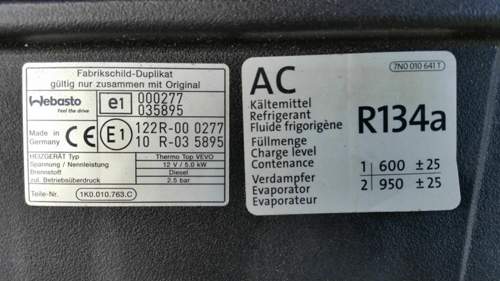 Fabrikschild-Duplikat
gültig nur zusammen mit Original
Webasto
Feel the drive
e1
000277
035895
Made in
Germany
CE
E1
122R-00 0277
10 R-03 5895
HEIZGERÄT Typ Thermo Top VEVO
Spannung / Nennleistung 12 V / 5.0 kW
Brennstoff Diesel
zul. Betriebsüberdruck 2.5 bar
Teile-Nr. 1K0.010.763.C
7N0 010 641 T
AC
Kältemittel
Refrigerant
Fluide frigorigène
R134a
Füllmenge
Charge level
Contenance
1 600 ± 25
Verdampfer
Evaporator
2 950 ± 25
Evaporateur